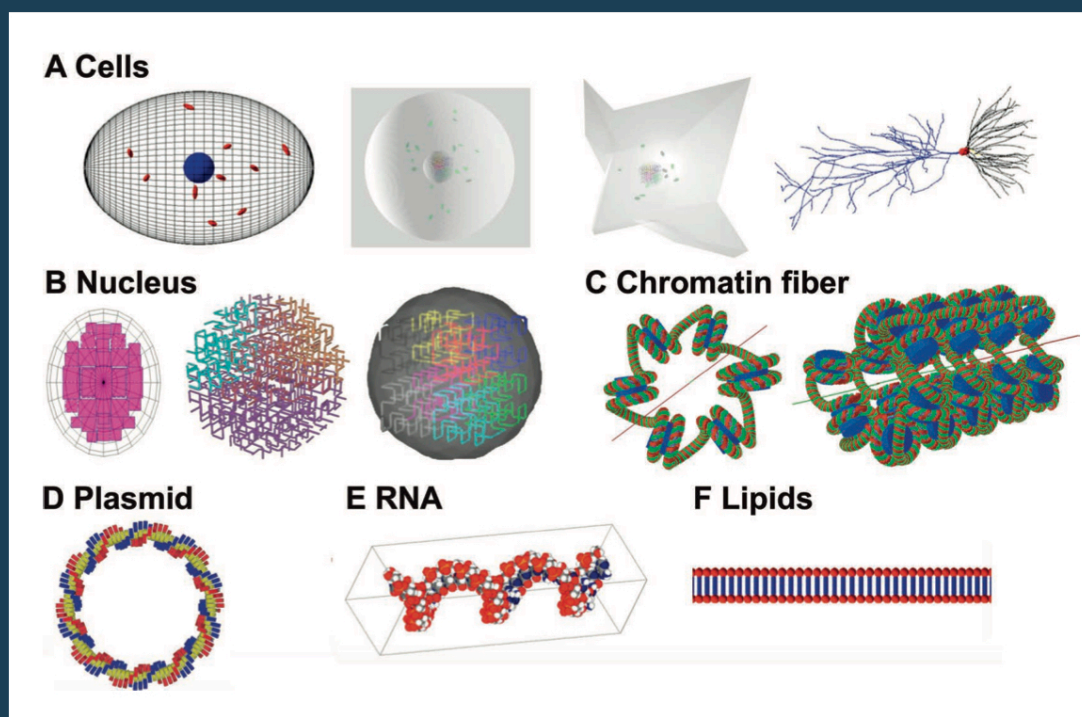 A Cells
B Nucleus
C Chromatin fiber
D Plasmid
E RNA
F Lipids